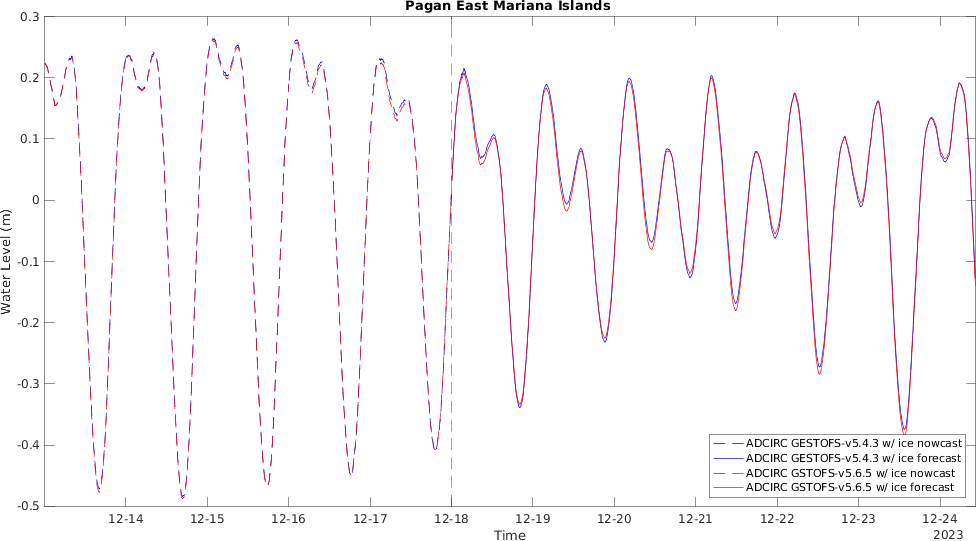 Pagan East Mariana Islands
0.3
0.2
0.1
0
-0.1
-0.2
-0.3
-0.4
-0.5
Water Level (m)
ADCIRC GESTOFS-v5.4.3 w/ ice nowcast
ADCIRC GESTOFS-v5.4.3 w/ ice forecast
ADCIRC GSTOFS-v5.6.5 w/ ice nowcast
ADCIRC GSTOFS-v5.6.5 w/ ice forecast
12-14 12-15 12-16 12-17 12-18 12-19 12-20 12-21 12-22 12-23 12-24
Time
2023